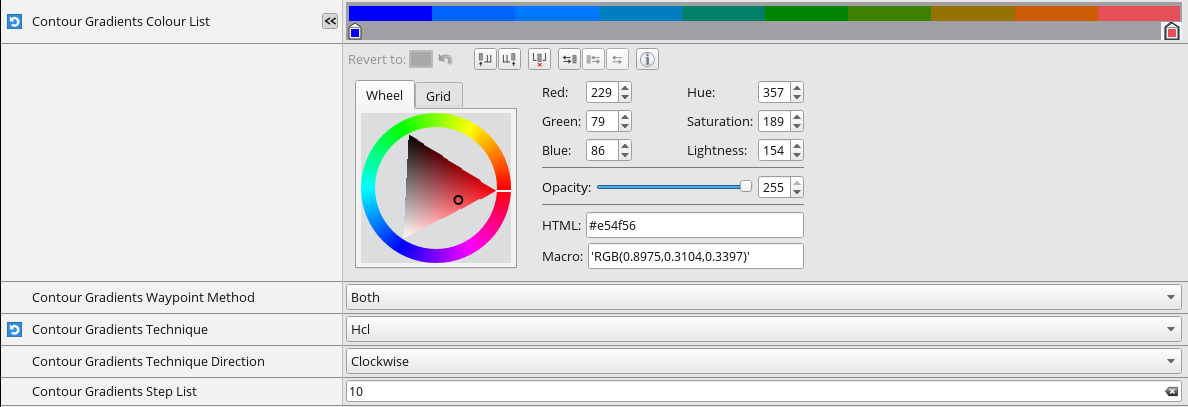 Contour Gradients Colour List <<
Revert to:
Wheel Grid
Red: 229 Hue: 357
Green: 79 Saturation: 189
Blue: 86 Lightness: 154
Opacity: 255
HTML: #e54f56
Macro: 'RGB(0.8975,0.3104,0.3397)'
Contour Gradients Waypoint Method Both
Contour Gradients Technique Hcl
Contour Gradients Technique Direction Clockwise
Contour Gradients Step List 10